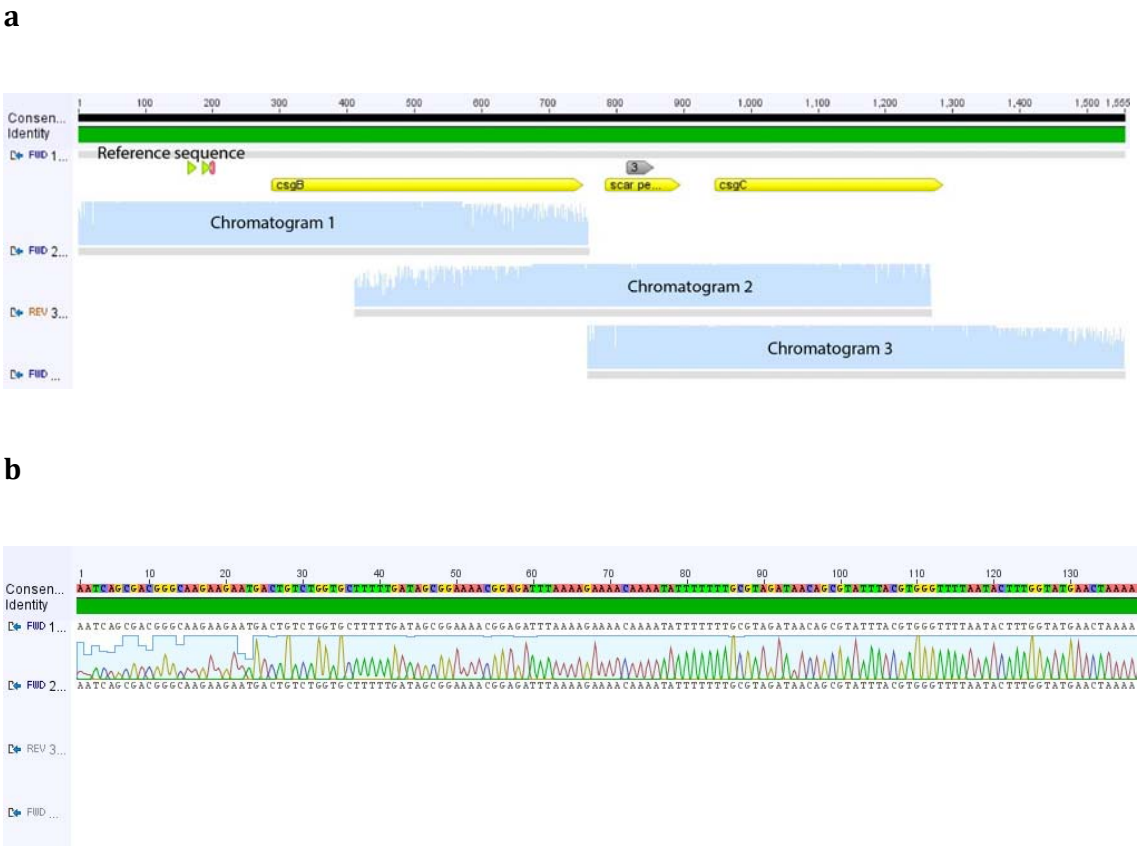 a
1 100 200 300 400 500 600 700 800 900 1,000 1,100 1,200 1,300 1,400 1,500 1,555
Consen...
Identity
FWD 1...
Reference sequence
3
csgB scar pe... csgC
Chromatogram 1
FWD 2...
Chromatogram 2
REV 3...
Chromatogram 3
FWD ...
b
1 10 20 30 40 50 60 70 80 90 100 110 120 130
Consen... AATCAGCGACGGGCAAGAAGAATGACTGTCTGGTGCTTTTTGATAGCGGAAAACGGAGATTTAAAAGAAAACAAAATATTTTTTTGCGTAGATAACAGCGTATTTACGTGGGTTTTAATACTTTGGTATGAACTAAAA
Identity
FWD 1... AATCAGCGACGGGCAAGAAGAATGACTGTCTGGTGCTTTTTGATAGCGGAAAACGGAGATTTAAAAGAAAACAAAATATTTTTTTGCGTAGATAACAGCGTATTTACGTGGGTTTTAATACTTTGGTATGAACTAAAA
FWD 2... AATCAGCGACGGGCAAGAAGAATGACTGTCTGGTGCTTTTTGATAGCGGAAAACGGAGATTTAAAAGAAAACAAAATATTTTTTTGCGTAGATAACAGCGTATTTACGTGGGTTTTAATACTTTGGTATGAACTAAAA
REV 3...
FWD ...